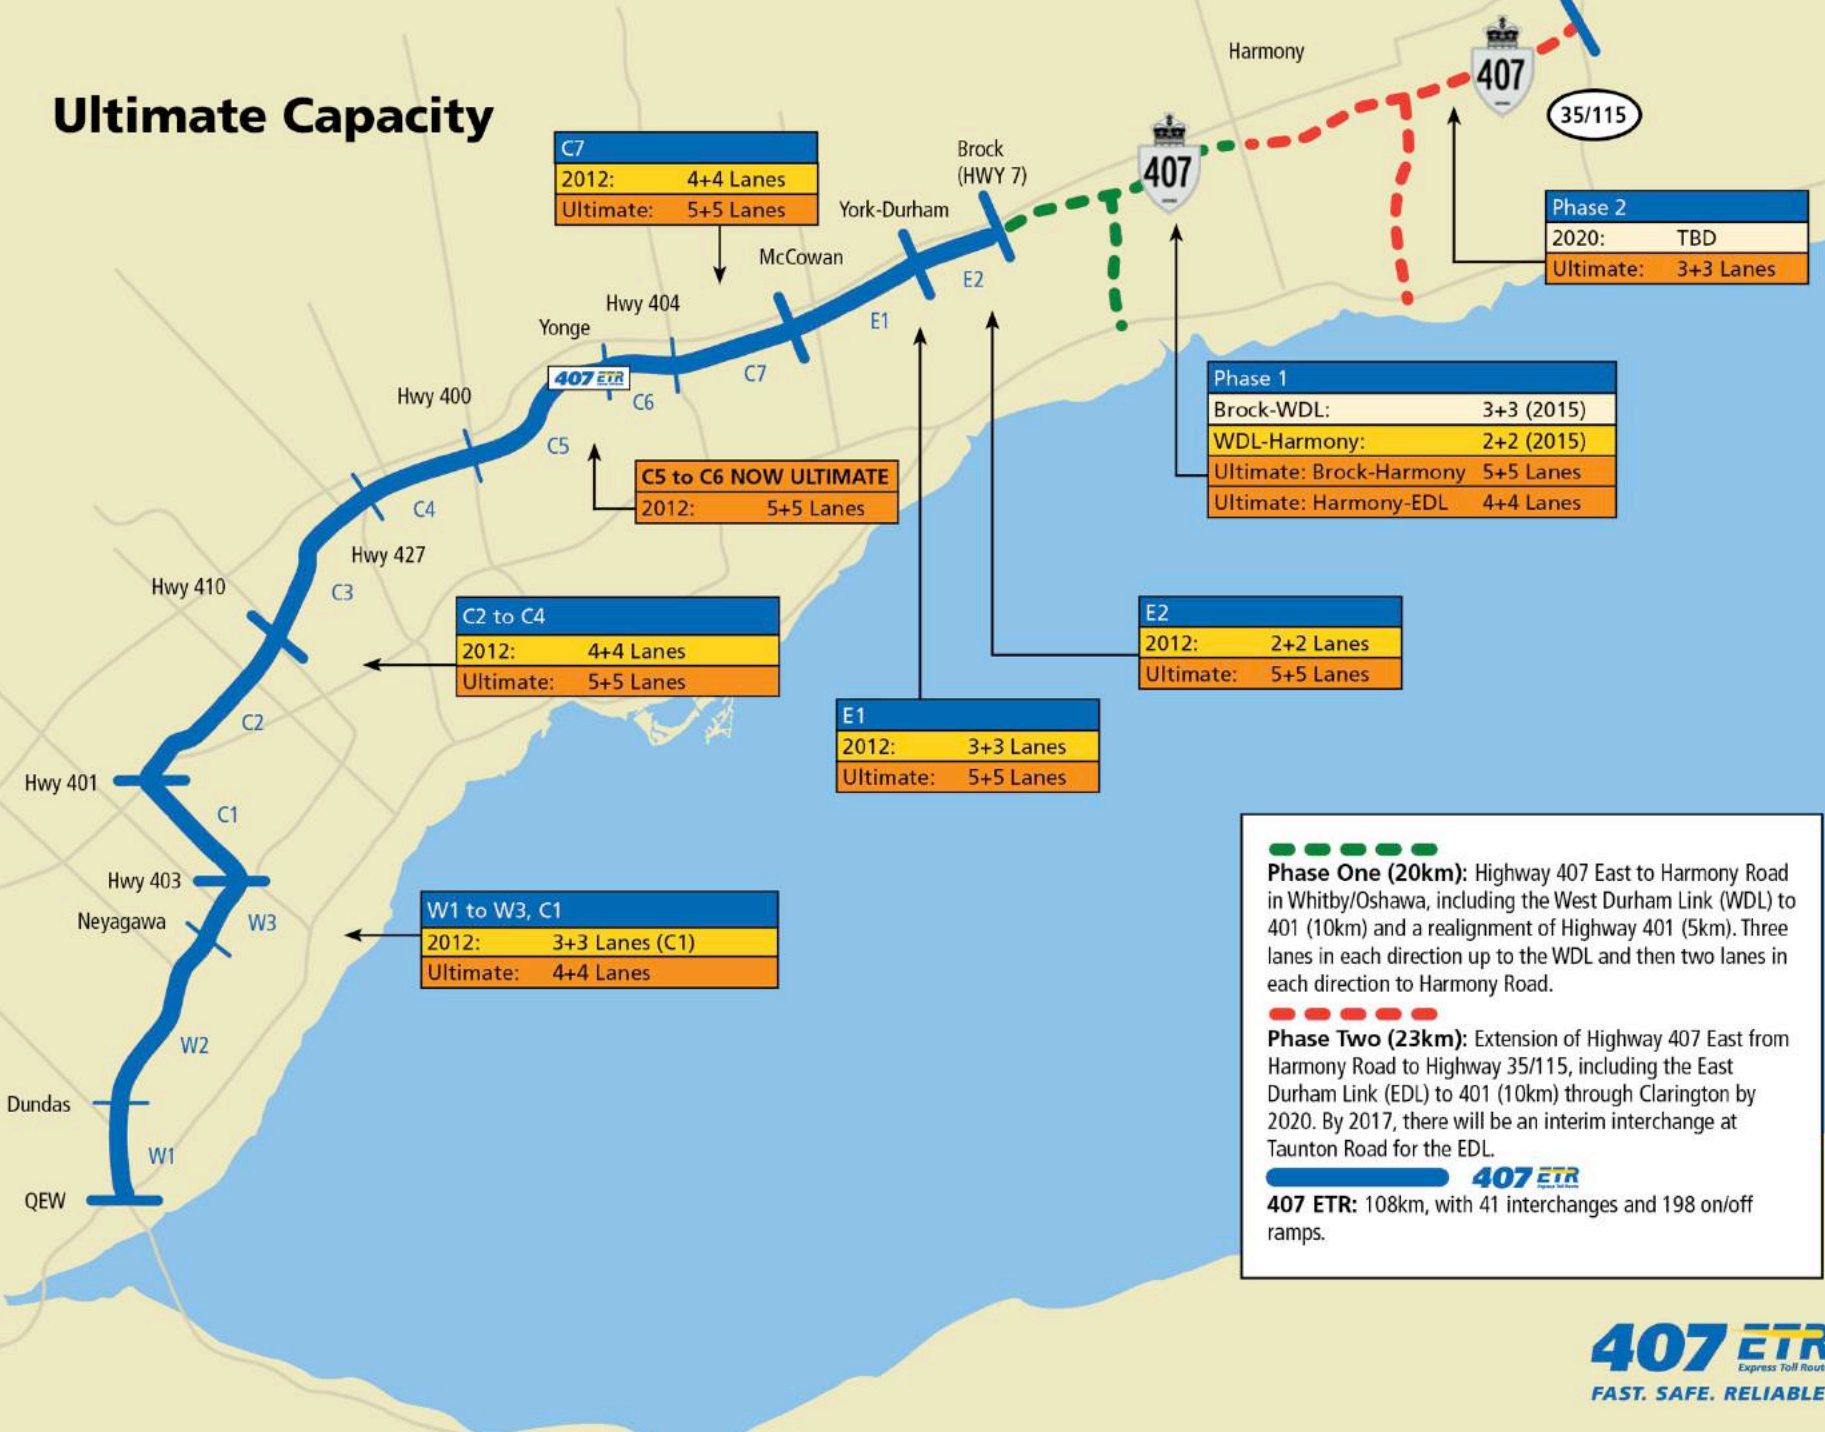 Ultimate Capacity
Harmony
407
35/115
C7
2012: 4+4 Lanes
Ultimate: 5+5 Lanes
Brock
(HWY 7)
407
York-Durham
McCowan
E2
Phase 2
2020: TBD
Ultimate: 3+3 Lanes
Hwy 404
Yonge
E1
407 ETR
C7
C6
Hwy 400
C5
Phase 1
Brock-WDL: 3+3 (2015)
WDL-Harmony: 2+2 (2015)
Ultimate: Brock-Harmony 5+5 Lanes
Ultimate: Harmony-EDL 4+4 Lanes
C5 to C6 NOW ULTIMATE
2012: 5+5 Lanes
C4
Hwy 427
Hwy 410
C3
C2 to C4
2012: 4+4 Lanes
Ultimate: 5+5 Lanes
E2
2012: 2+2 Lanes
Ultimate: 5+5 Lanes
C2
E1
2012: 3+3 Lanes
Ultimate: 5+5 Lanes
Hwy 401
C1
Hwy 403
Neyagawa
W3
W1 to W3, C1
2012: 3+3 Lanes (C1)
Ultimate: 4+4 Lanes
W2
Dundas
W1
QEW
Phase One (20km): Highway 407 East to Harmony Road
in Whitby/Oshawa, including the West Durham Link (WDL) to
401 (10km) and a realignment of Highway 401 (5km). Three
lanes in each direction up to the WDL and then two lanes in
each direction to Harmony Road.
Phase Two (23km): Extension of Highway 407 East from
Harmony Road to Highway 35/115, including the East
Durham Link (EDL) to 401 (10km) through Clarington by
2020. By 2017, there will be an interim interchange at
Taunton Road for the EDL.
407 ETR
407 ETR: 108km, with 41 interchanges and 198 on/off
ramps.
407 ETR
Express Toll Rout
FAST. SAFE. RELIABLE